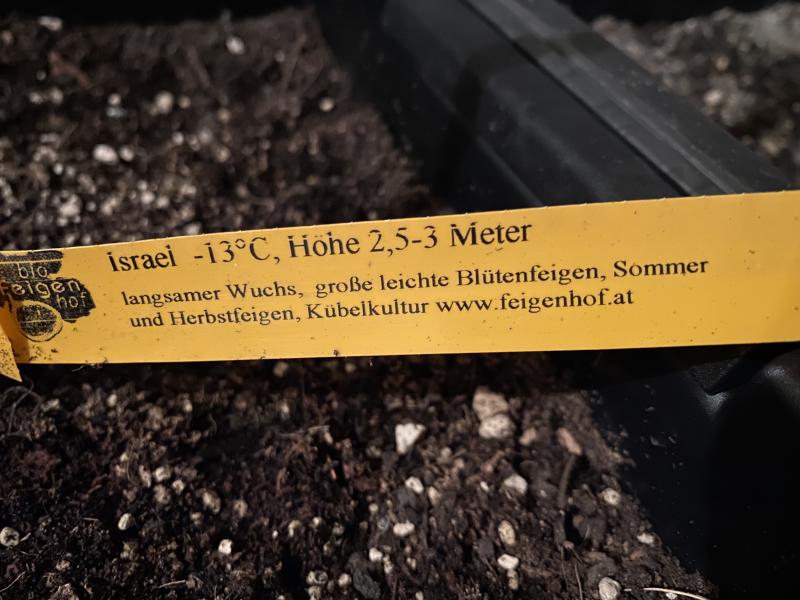 bio
feigen
hof
Israel -13°C, Höhe 2,5-3 Meter
langsamer Wuchs, große leichte Blütenfeigen, Sommer
und Herbstfeigen, Kübelkultur www.feigenhof.at